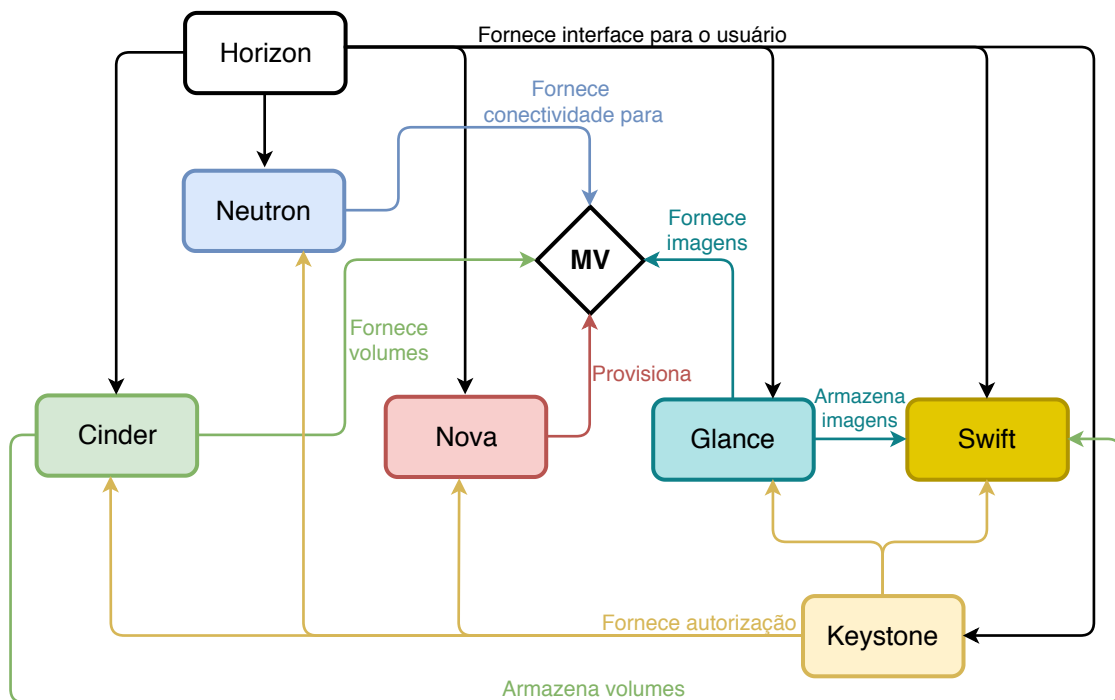 Horizon
Fornece interface para o usuário
Fornece
conectividade para
Neutron
Fornece
imagens
MV
Fornece
volumes
Provisiona
Cinder
Nova
Glance
Armazena
imagens
Swift
Fornece autorização
Keystone
Armazena volumes